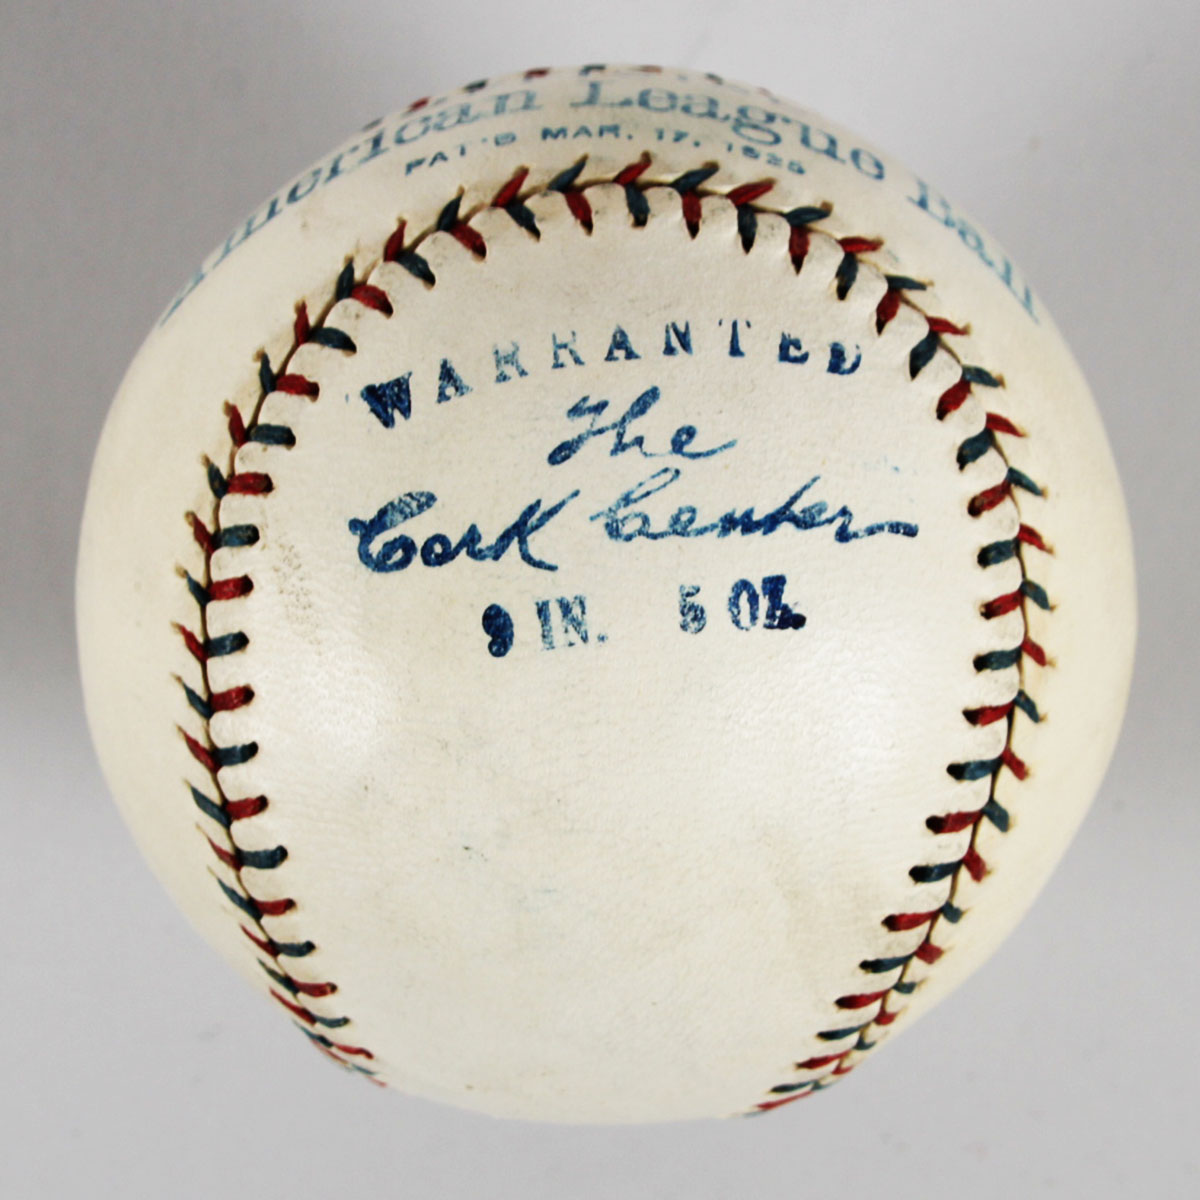 American League Ball
PAT'S MAR. 17, 1925
WARRANTED
The
Cork Center
9 IN. 5 OZ.